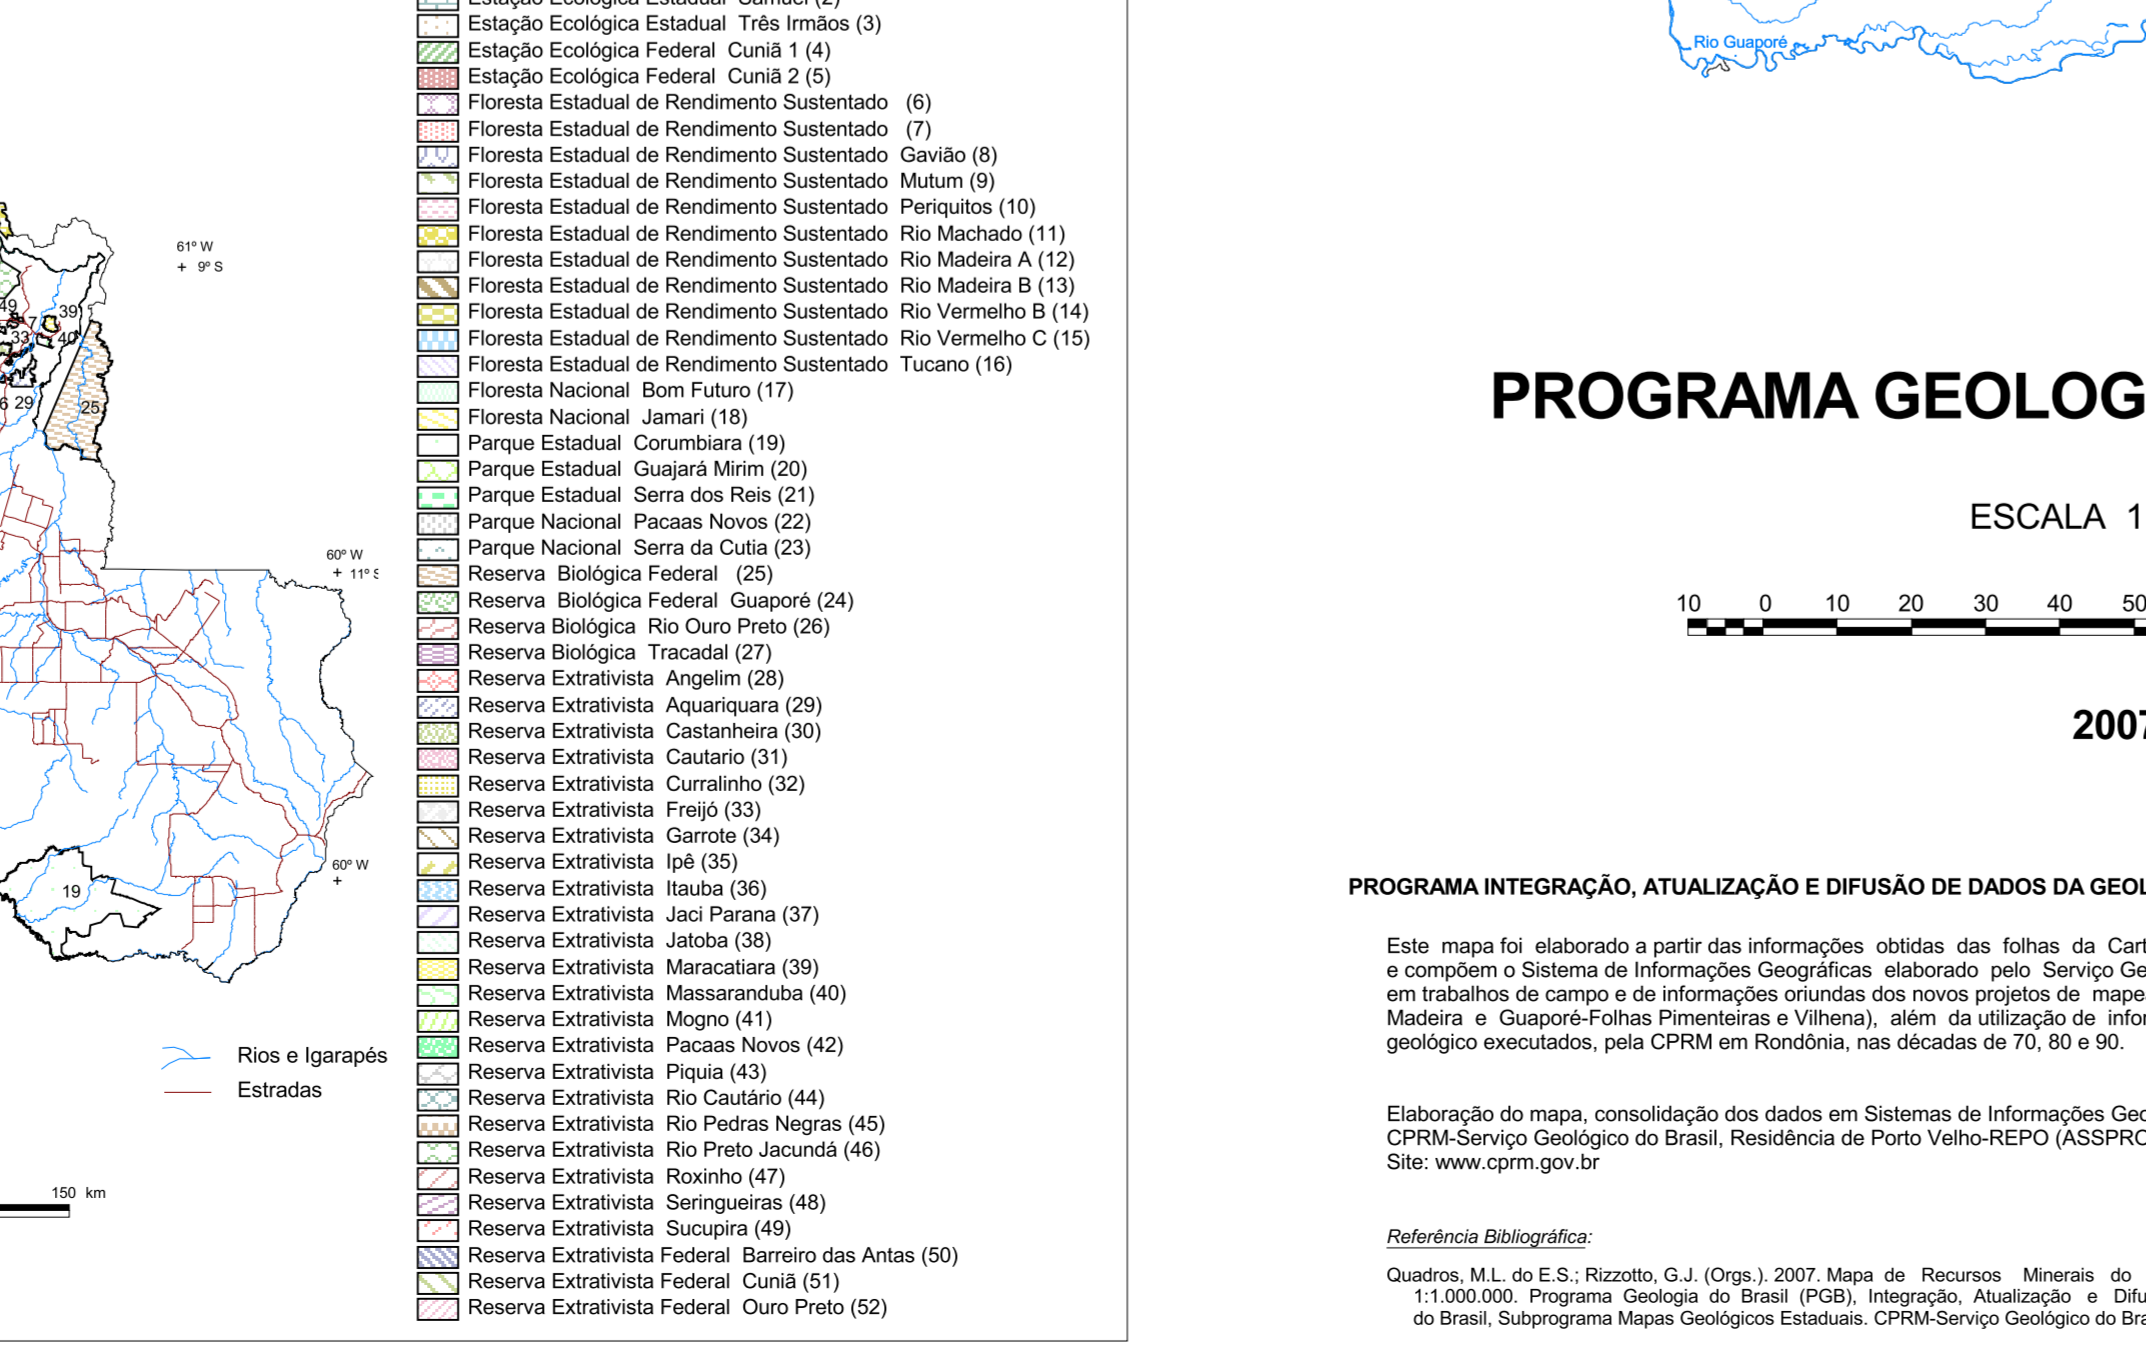 61º W
+ 9º S
49
7
39
33
40
6 29
25
60º W
+ 11º S
60º W
+
19
Rios e Igarapés
Estradas
150 km
Estação Ecológica Estadual Samuel (2)
Estação Ecológica Estadual Três Irmãos (3)
Estação Ecológica Federal Cuniã 1 (4)
Estação Ecológica Federal Cuniã 2 (5)
Floresta Estadual de Rendimento Sustentado (6)
Floresta Estadual de Rendimento Sustentado (7)
Floresta Estadual de Rendimento Sustentado Gavião (8)
Floresta Estadual de Rendimento Sustentado Mutum (9)
Floresta Estadual de Rendimento Sustentado Periquitos (10)
Floresta Estadual de Rendimento Sustentado Rio Machado (11)
Floresta Estadual de Rendimento Sustentado Rio Madeira A (12)
Floresta Estadual de Rendimento Sustentado Rio Madeira B (13)
Floresta Estadual de Rendimento Sustentado Rio Vermelho B (14)
Floresta Estadual de Rendimento Sustentado Rio Vermelho C (15)
Floresta Estadual de Rendimento Sustentado Tucano (16)
Floresta Nacional Bom Futuro (17)
Floresta Nacional Jamari (18)
Parque Estadual Corumbiara (19)
Parque Estadual Guajará Mirim (20)
Parque Estadual Serra dos Reis (21)
Parque Nacional Pacaas Novos (22)
Parque Nacional Serra da Cutia (23)
Reserva Biológica Federal (25)
Reserva Biológica Federal Guaporé (24)
Reserva Biológica Rio Ouro Preto (26)
Reserva Biológica Tracadal (27)
Reserva Extrativista Angelim (28)
Reserva Extrativista Aquariquara (29)
Reserva Extrativista Castanheira (30)
Reserva Extrativista Cautario (31)
Reserva Extrativista Curralinho (32)
Reserva Extrativista Freijó (33)
Reserva Extrativista Garrote (34)
Reserva Extrativista Ipê (35)
Reserva Extrativista Itauba (36)
Reserva Extrativista Jaci Parana (37)
Reserva Extrativista Jatoba (38)
Reserva Extrativista Maracatiara (39)
Reserva Extrativista Massaranduba (40)
Reserva Extrativista Mogno (41)
Reserva Extrativista Pacaas Novos (42)
Reserva Extrativista Piquia (43)
Reserva Extrativista Rio Cautário (44)
Reserva Extrativista Rio Pedras Negras (45)
Reserva Extrativista Rio Preto Jacundá (46)
Reserva Extrativista Roxinho (47)
Reserva Extrativista Seringueiras (48)
Reserva Extrativista Sucupira (49)
Reserva Extrativista Federal Barreiro das Antas (50)
Reserva Extrativista Federal Cuniã (51)
Reserva Extrativista Federal Ouro Preto (52)
Rio Guaporé
PROGRAMA GEOLOG
ESCALA 1
10 0 10 20 30 40 50
2007
PROGRAMA INTEGRAÇÃO, ATUALIZAÇÃO E DIFUSÃO DE DADOS DA GEOL
Este mapa foi elaborado a partir das informações obtidas das folhas da Cart
e compõem o Sistema de Informações Geográficas elaborado pelo Serviço Ge
em trabalhos de campo e de informações oriundas dos novos projetos de mape
Madeira e Guaporé-Folhas Pimenteiras e Vilhena), além da utilização de infor
geológico executados, pela CPRM em Rondônia, nas décadas de 70, 80 e 90.
Elaboração do mapa, consolidação dos dados em Sistemas de Informações Geo
CPRM-Serviço Geológico do Brasil, Residência de Porto Velho-REPO (ASSPRO
Site: www.cprm.gov.br
Referência Bibliográfica:
Quadros, M.L. do E.S.; Rizzotto, G.J. (Orgs.). 2007. Mapa de Recursos Minerais do
1:1.000.000. Programa Geologia do Brasil (PGB), Integração, Atualização e Difu
do Brasil, Subprograma Mapas Geológicos Estaduais. CPRM-Serviço Geológico do Bra